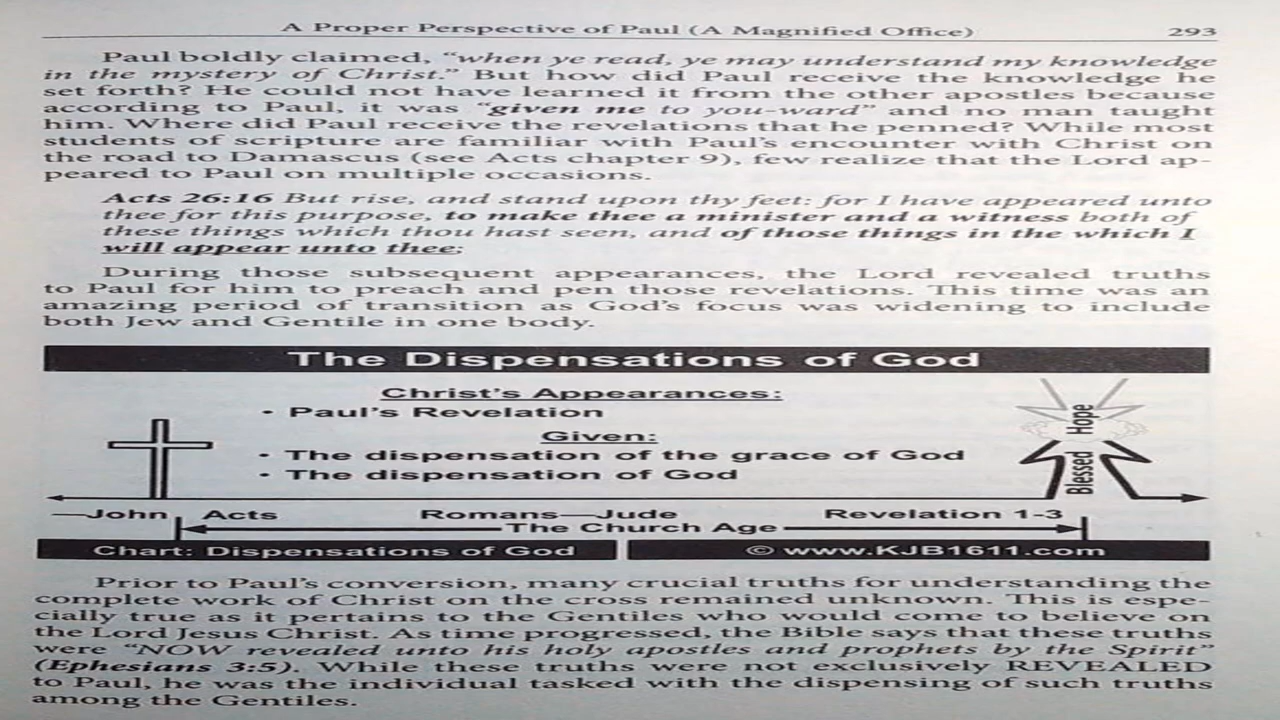 A Proper Perspective of Paul (A Magnified Office) 293
Paul boldly claimed, “when ye read, ye may understand my knowledge
in the mystery of Christ.” But how did Paul receive the knowledge he
set forth? He could not have learned it from the other apostles because
according to Paul, it was “given me to you-ward” and no man taught
him. Where did Paul receive the revelations that he penned? While most
students of scripture are familiar with Paul’s encounter with Christ on
the road to Damascus (see Acts chapter 9), few realize that the Lord ap-
peared to Paul on multiple occasions.
Acts 26:16 But rise, and stand upon thy feet: for I have appeared unto
thee for this purpose, to make thee a minister and a witness both of
these things which thou hast seen, and of those things in the which I
will appear unto thee;
During those subsequent appearances, the Lord revealed truths
to Paul for him to preach and pen those revelations. This time was an
amazing period of transition as God’s focus was widening to include
both Jew and Gentile in one body.
The Dispensations of God
Christ’s Appearances:
• Paul’s Revelation
Given:
• The dispensation of the grace of God
• The dispensation of God
Blessed Hope
—John Acts Romans—Jude Revelation 1-3
The Church Age
Chart: Dispensations of God © www.KJB1611.com
Prior to Paul’s conversion, many crucial truths for understanding the
complete work of Christ on the cross remained unknown. This is espe-
cially true as it pertains to the Gentiles who would come to believe on
the Lord Jesus Christ. As time progressed, the Bible says that these truths
were “NOW revealed unto his holy apostles and prophets by the Spirit”
(Ephesians 3:5). While these truths were not exclusively REVEALED
to Paul, he was the individual tasked with the dispensing of such truths
among the Gentiles.